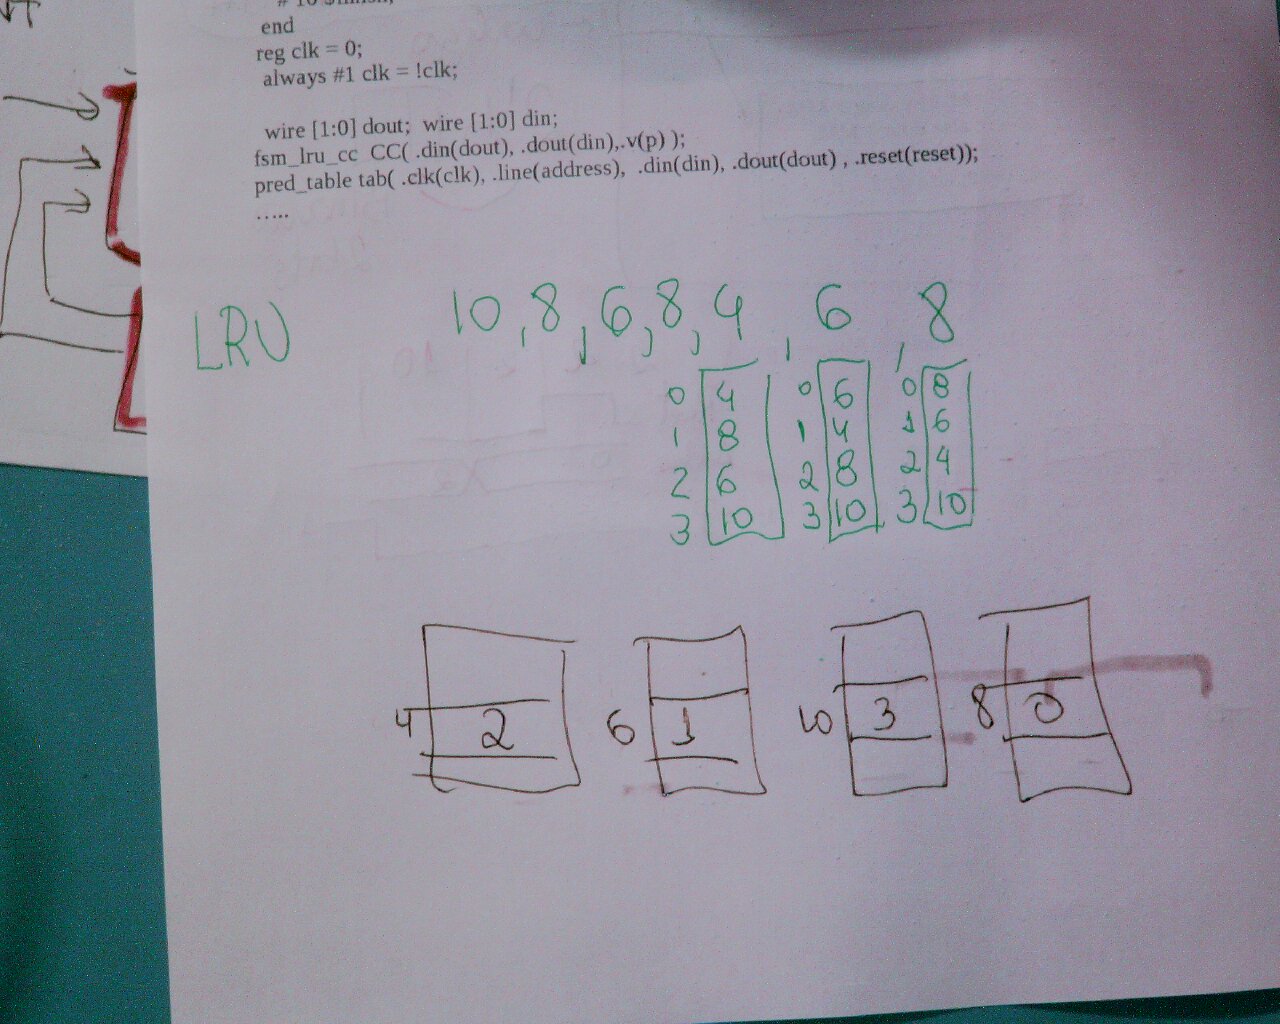 end
reg clk = 0;
always #1 clk = !clk;
wire [1:0] dout; wire [1:0] din;
fsm_lru_cc CC( .din(dout), .dout(din),.v(p) );
pred_table tab( .clk(clk), .line(address), .din(din), .dout(dout) , .reset(reset));
.....
LRU 10, 8, 6, 8, 4, 6, 8
0 4 0 6 0 8
1 8 1 4 1 6
2 6 2 8 2 4
3 10 3 10 3 10
4 2 6 1 10 3 8 0